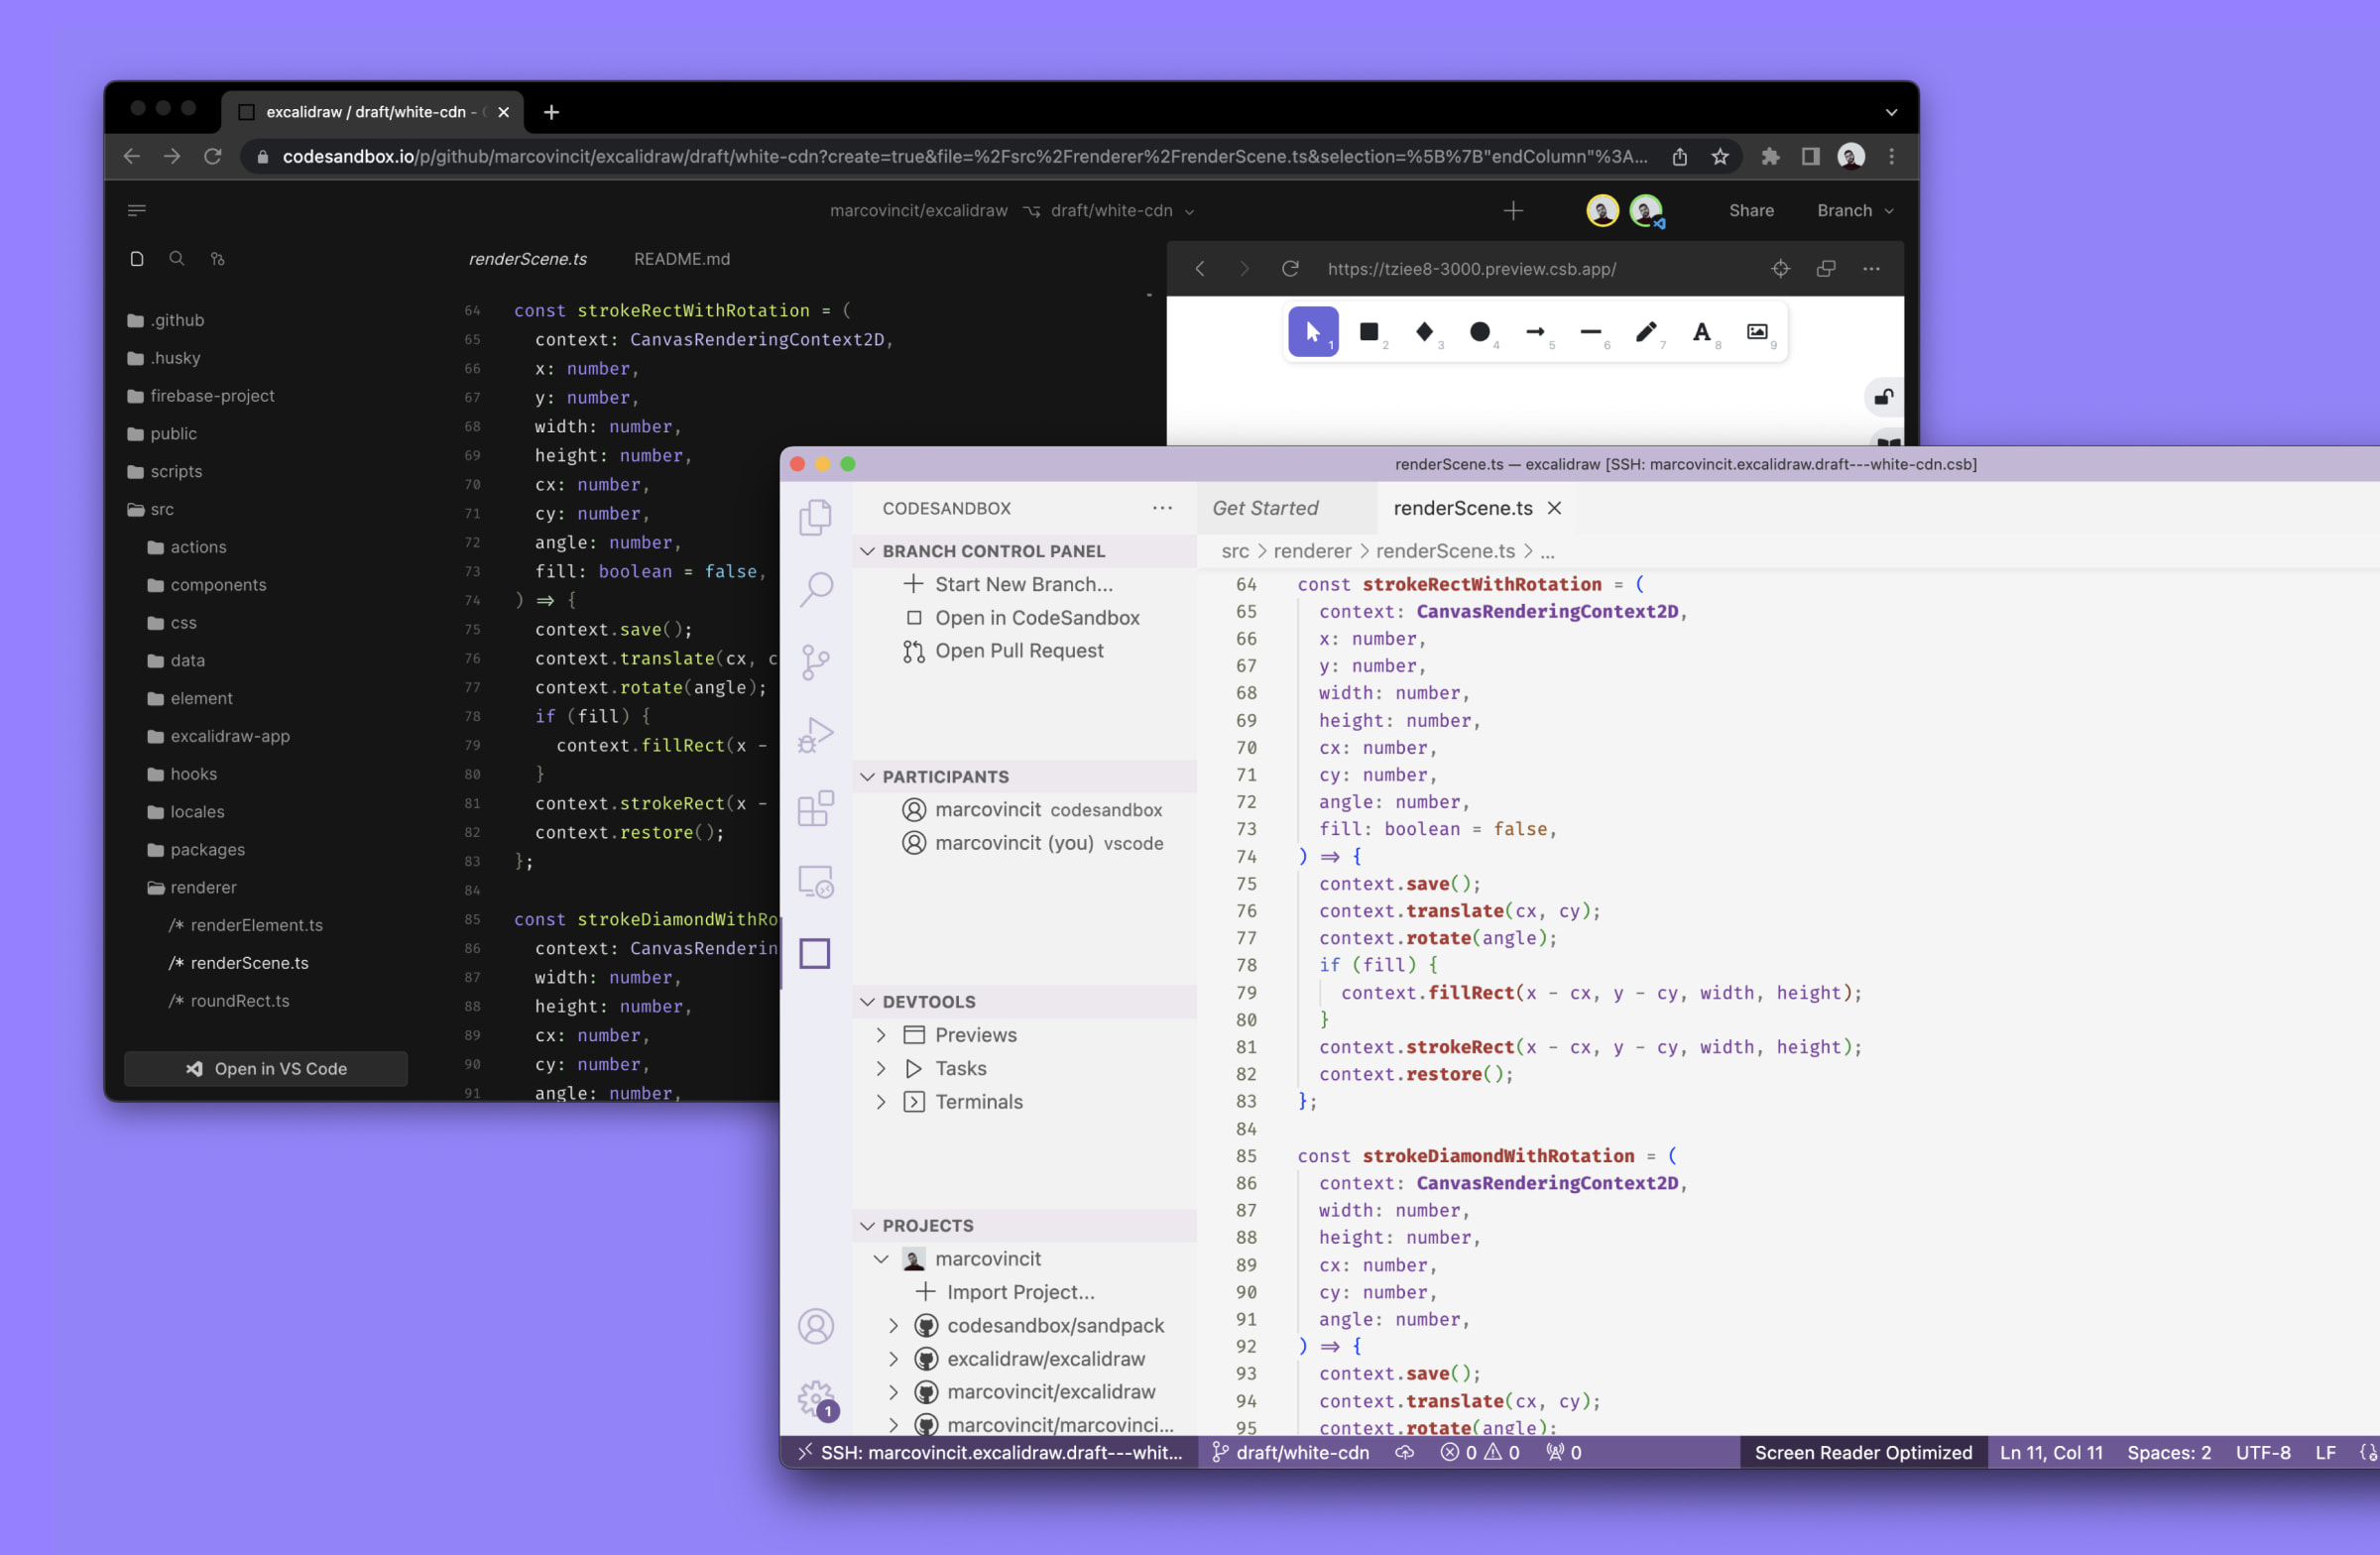 excalidraw / draft/white-cdn -
codesandbox.io/p/github/marcovincit/excalidraw/draft/white-cdn?create=true&file=%2Fsrc%2Frenderer%2FrenderScene.ts&selection=%5B%7B"endColumn"%3A...
marcovincit/excalidraw draft/white-cdn
Share Branch
renderScene.ts README.md
.github
.husky
firebase-project
public
scripts
src
actions
components
css
data
element
excalidraw-app
hooks
locales
packages
renderer
/* renderElement.ts
/* renderScene.ts
/* roundRect.ts
Open in VS Code
64 const strokeRectWithRotation = (
65 context: CanvasRenderingContext2D,
66 x: number,
67 y: number,
68 width: number,
69 height: number,
70 cx: number,
71 cy: number,
72 angle: number,
73 fill: boolean = false,
74 ) => {
75 context.save();
76 context.translate(cx, c
77 context.rotate(angle);
78 if (fill) {
79 context.fillRect(x -
80 }
81 context.strokeRect(x -
82 context.restore();
83 };
84
85 const strokeDiamondWithRo
86 context: CanvasRenderin
87 width: number,
88 height: number,
89 cx: number,
90 cy: number,
91 angle: number,
https://tziee8-3000.preview.csb.app/
1 2 3 4 5 6 7 A 8 9
renderScene.ts — excalidraw [SSH: marcovincit.excalidraw.draft---white-cdn.csb]
CODESANDBOX ...
BRANCH CONTROL PANEL
Start New Branch...
Open in CodeSandbox
Open Pull Request
PARTICIPANTS
marcovincit codesandbox
marcovincit (you) vscode
DEVTOOLS
Previews
Tasks
Terminals
PROJECTS
marcovincit
Import Project...
codesandbox/sandpack
excalidraw/excalidraw
marcovincit/excalidraw
marcovincit/marcovinci...
1
Get Started renderScene.ts
src > renderer > renderScene.ts > ...
64 const strokeRectWithRotation = (
65 context: CanvasRenderingContext2D,
66 x: number,
67 y: number,
68 width: number,
69 height: number,
70 cx: number,
71 cy: number,
72 angle: number,
73 fill: boolean = false,
74 ) => {
75 context.save();
76 context.translate(cx, cy);
77 context.rotate(angle);
78 if (fill) {
79 context.fillRect(x - cx, y - cy, width, height);
80 }
81 context.strokeRect(x - cx, y - cy, width, height);
82 context.restore();
83 };
84
85 const strokeDiamondWithRotation = (
86 context: CanvasRenderingContext2D,
87 width: number,
88 height: number,
89 cx: number,
90 cy: number,
91 angle: number,
92 ) => {
93 context.save();
94 context.translate(cx, cy);
95 context.rotate(angle);
SSH: marcovincit.excalidraw.draft---whit... draft/white-cdn 0 0 0 Screen Reader Optimized Ln 11, Col 11 Spaces: 2 UTF-8 LF